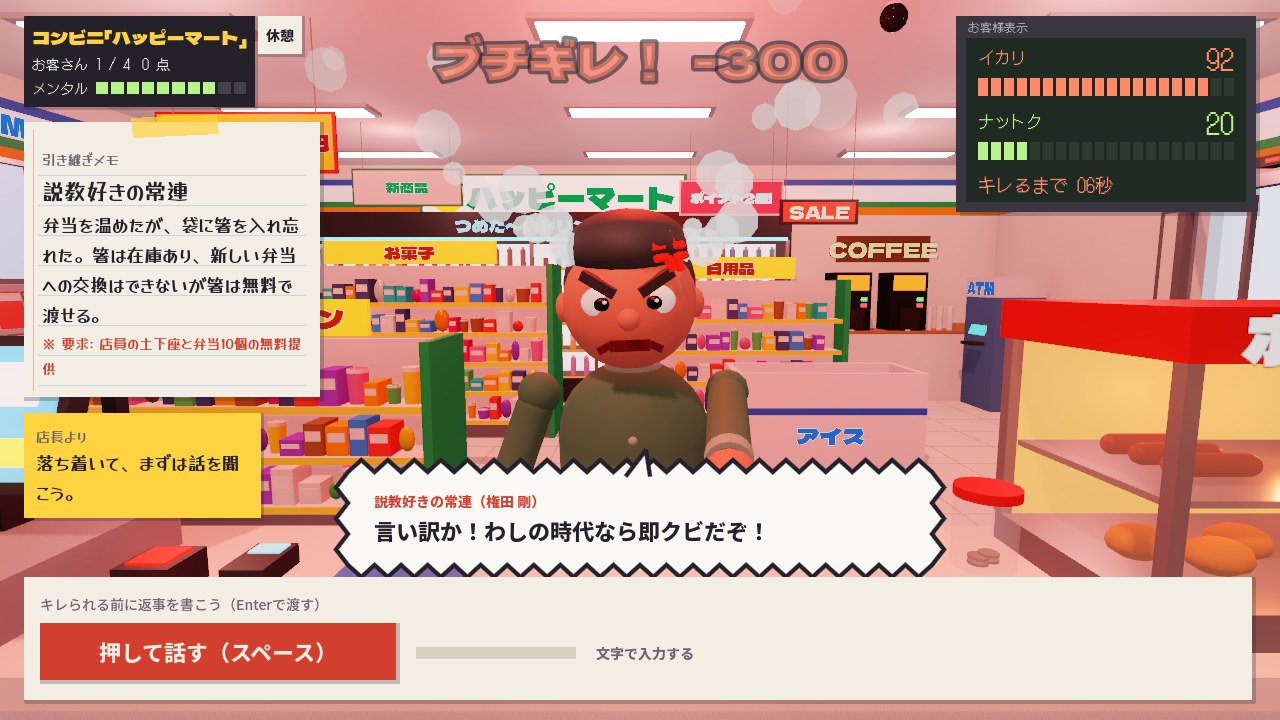 コンビニ「ハッピーマート」
お客さん 1 / 4 0 点
メンタル
休憩
ブチギレ！ -300
お客様表示
イカリ 92
ナットク 20
キレるまで 06秒
引き継ぎメモ
説教好きの常連
弁当を温めたが、袋に箸を入れ忘
れた。箸は在庫あり、新しい弁当
への交換はできないが箸は無料で
渡せる。
※ 要求: 店員の土下座と弁当10個の無料提
供
店長より
落ち着いて、まずは話を聞
こう。
新商品
ハッピーマート
SALE
お菓子
日用品
COFFEE
ATM
アイス
説教好きの常連（権田 剛）
言い訳か！わしの時代なら即クビだぞ！
キレられる前に返事を書こう（Enterで渡す）
押して話す（スペース）
文字で入力する